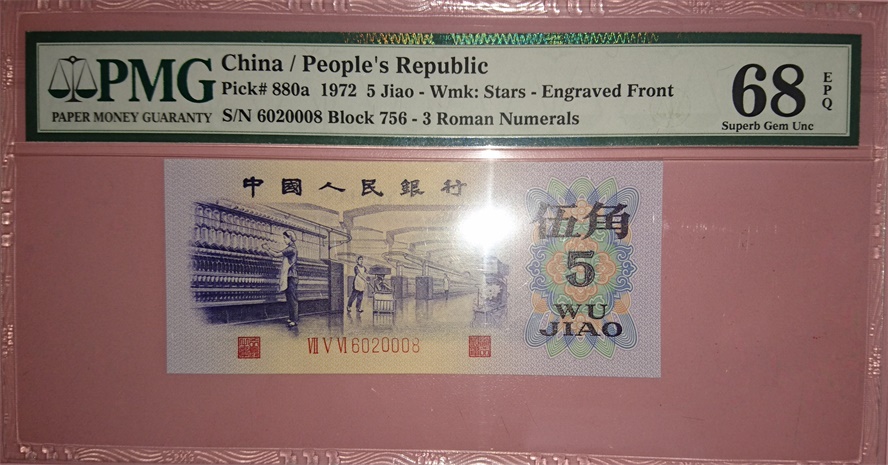 PMG
PAPER MONEY GUARANTY
China / People's Republic
Pick# 880a 1972 5 Jiao - Wmk: Stars - Engraved Front
S/N 6020008 Block 756 - 3 Roman Numerals
68
EPQ
Superb Gem Unc
中國人民銀行
伍角
5
WU
JIAO
Ⅶ Ⅴ Ⅵ 6020008